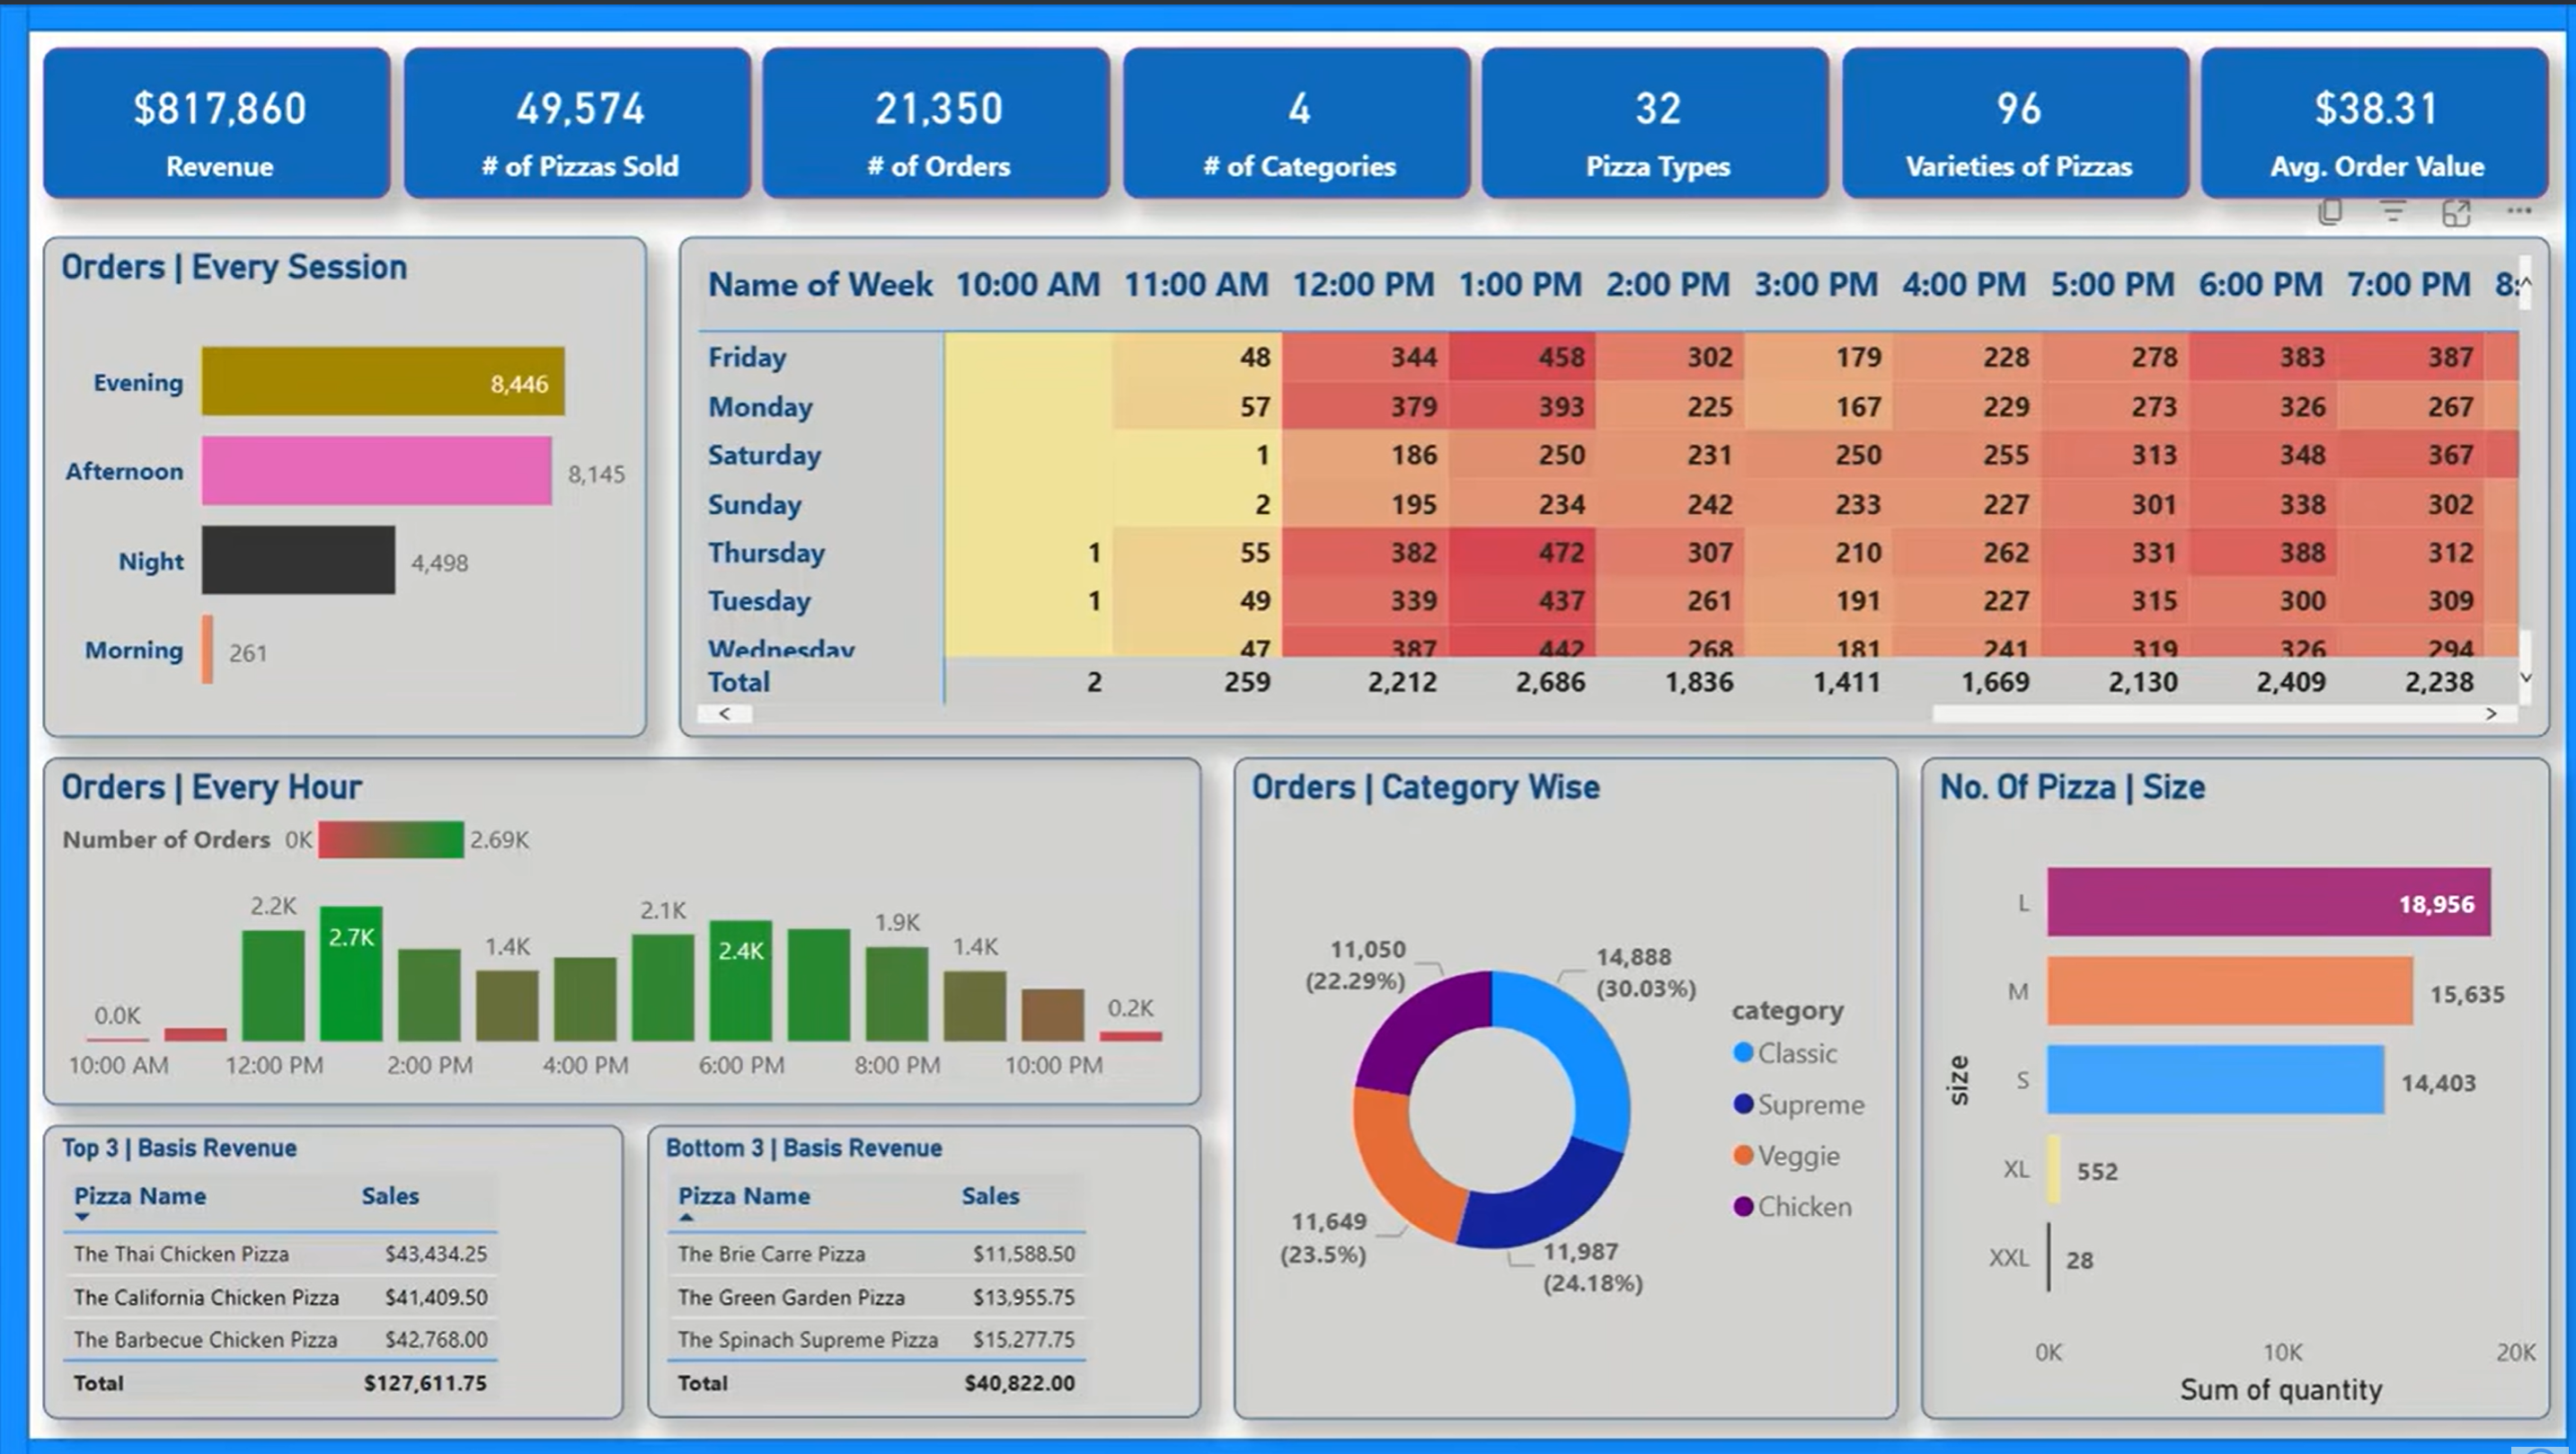 $817,860
Revenue
49,574
# of Pizzas Sold
21,350
# of Orders
4
# of Categories
32
Pizza Types
96
Varieties of Pizzas
$38.31
Avg. Order Value
Orders | Every Session
Evening 8,446
Afternoon 8,145
Night 4,498
Morning 261
Name of Week 10:00 AM 11:00 AM 12:00 PM 1:00 PM 2:00 PM 3:00 PM 4:00 PM 5:00 PM 6:00 PM 7:00 PM 8:
Friday 48 344 458 302 179 228 278 383 387
Monday 57 379 393 225 167 229 273 326 267
Saturday 1 186 250 231 250 255 313 348 367
Sunday 2 195 234 242 233 227 301 338 302
Thursday 1 55 382 472 307 210 262 331 388 312
Tuesday 1 49 339 437 261 191 227 315 300 309
Wednesday 47 387 442 268 181 241 319 326 294
Total 2 259 2,212 2,686 1,836 1,411 1,669 2,130 2,409 2,238
Orders | Every Hour
Number of Orders 0K 2.69K
0.0K 2.2K 2.7K 1.4K 2.1K 2.4K 1.9K 1.4K 0.2K
10:00 AM 12:00 PM 2:00 PM 4:00 PM 6:00 PM 8:00 PM 10:00 PM
Top 3 | Basis Revenue
Pizza Name Sales
The Thai Chicken Pizza $43,434.25
The California Chicken Pizza $41,409.50
The Barbecue Chicken Pizza $42,768.00
Total $127,611.75
Bottom 3 | Basis Revenue
Pizza Name Sales
The Brie Carre Pizza $11,588.50
The Green Garden Pizza $13,955.75
The Spinach Supreme Pizza $15,277.75
Total $40,822.00
Orders | Category Wise
11,050
(22.29%)
14,888
(30.03%)
11,649
(23.5%)
11,987
(24.18%)
category
Classic
Supreme
Veggie
Chicken
No. Of Pizza | Size
size
L 18,956
M 15,635
S 14,403
XL 552
XXL 28
0K 10K 20K
Sum of quantity